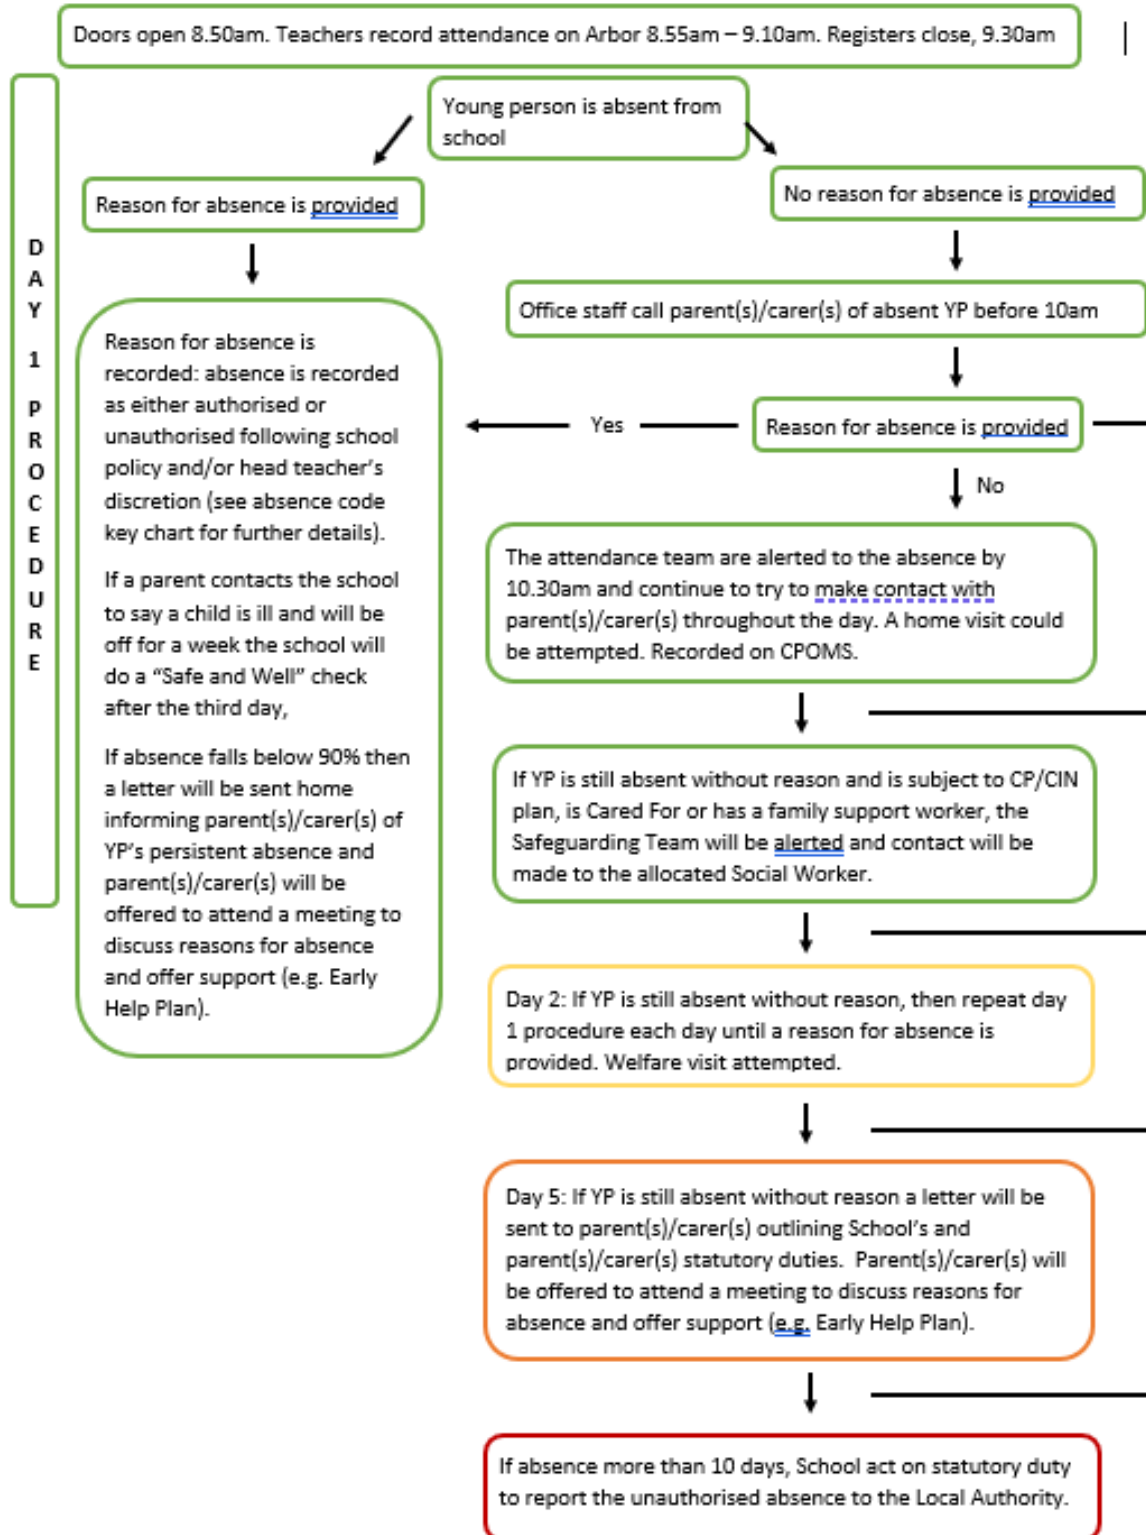 Doors open 8.50am. Teachers record attendance on Arbor 8.55am – 9.10am. Registers close, 9.30am
Young person is absent from
school
Reason for absence is provided
No reason for absence is provided
DAY 1 PROCEDURE
Office staff call parent(s)/carer(s) of absent YP before 10am
Reason for absence is
recorded: absence is recorded
as either authorised or
unauthorised following school
policy and/or head teacher's
discretion (see absence code
key chart for further details).
If a parent contacts the school
to say a child is ill and will be
off for a week the school will
do a “Safe and Well” check
after the third day,
If absence falls below 90% then
a letter will be sent home
informing parent(s)/carer(s) of
YP's persistent absence and
parent(s)/carer(s) will be
offered to attend a meeting to
discuss reasons for absence
and offer support (e.g. Early
Help Plan).
Yes
Reason for absence is provided
No
The attendance team are alerted to the absence by
10.30am and continue to try to make contact with
parent(s)/carer(s) throughout the day. A home visit could
be attempted. Recorded on CPOMS.
If YP is still absent without reason and is subject to CP/CIN
plan, is Cared For or has a family support worker, the
Safeguarding Team will be alerted and contact will be
made to the allocated Social Worker.
Day 2: If YP is still absent without reason, then repeat day
1 procedure each day until a reason for absence is
provided. Welfare visit attempted.
Day 5: If YP is still absent without reason a letter will be
sent to parent(s)/carer(s) outlining School's and
parent(s)/carer(s) statutory duties. Parent(s)/carer(s) will
be offered to attend a meeting to discuss reasons for
absence and offer support (e.g. Early Help Plan).
If absence more than 10 days, School act on statutory duty
to report the unauthorised absence to the Local Authority.